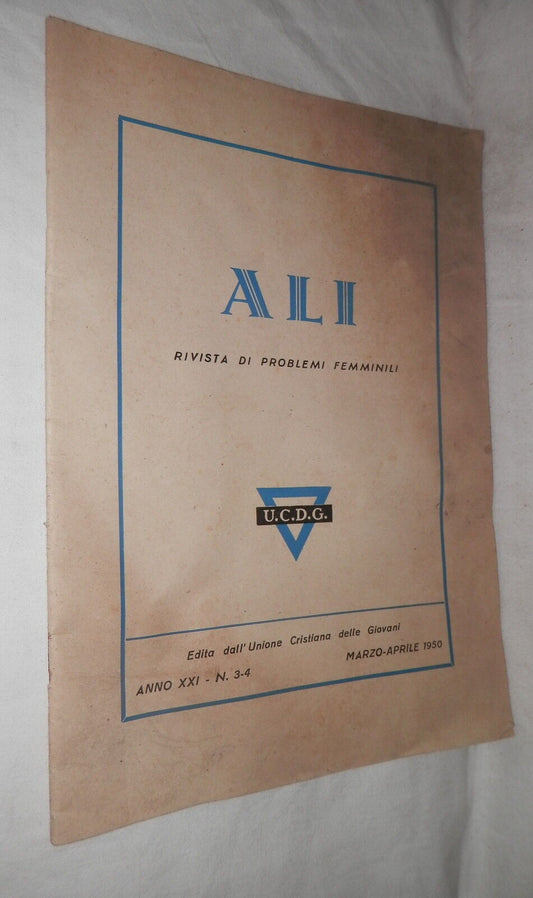 ALI
RIVISTA DI PROBLEMI FEMMINILI
U.C.D.G.
Edita dall'Unione Cristiana delle Giovani
ANNO XXI - N. 3-4
MARZO-APRILE 1950